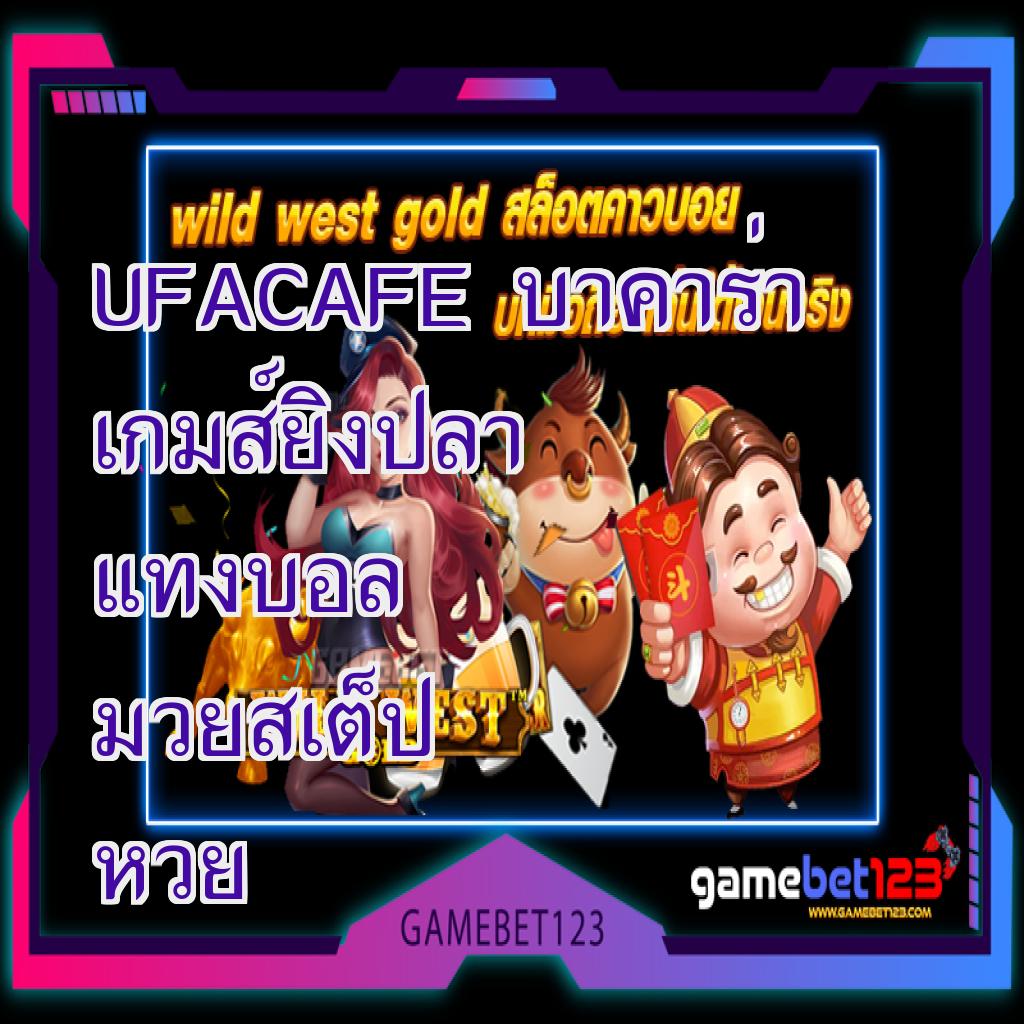 wild west gold สล็อตคาวบอย
UFACAFE บาคาร่า
เกมส์ยิงปลา
แทงบอล
มวยสเต็ป
หวย
WEST
gamebet123
WWW.GAMEBET123.COM
GAMEBET123